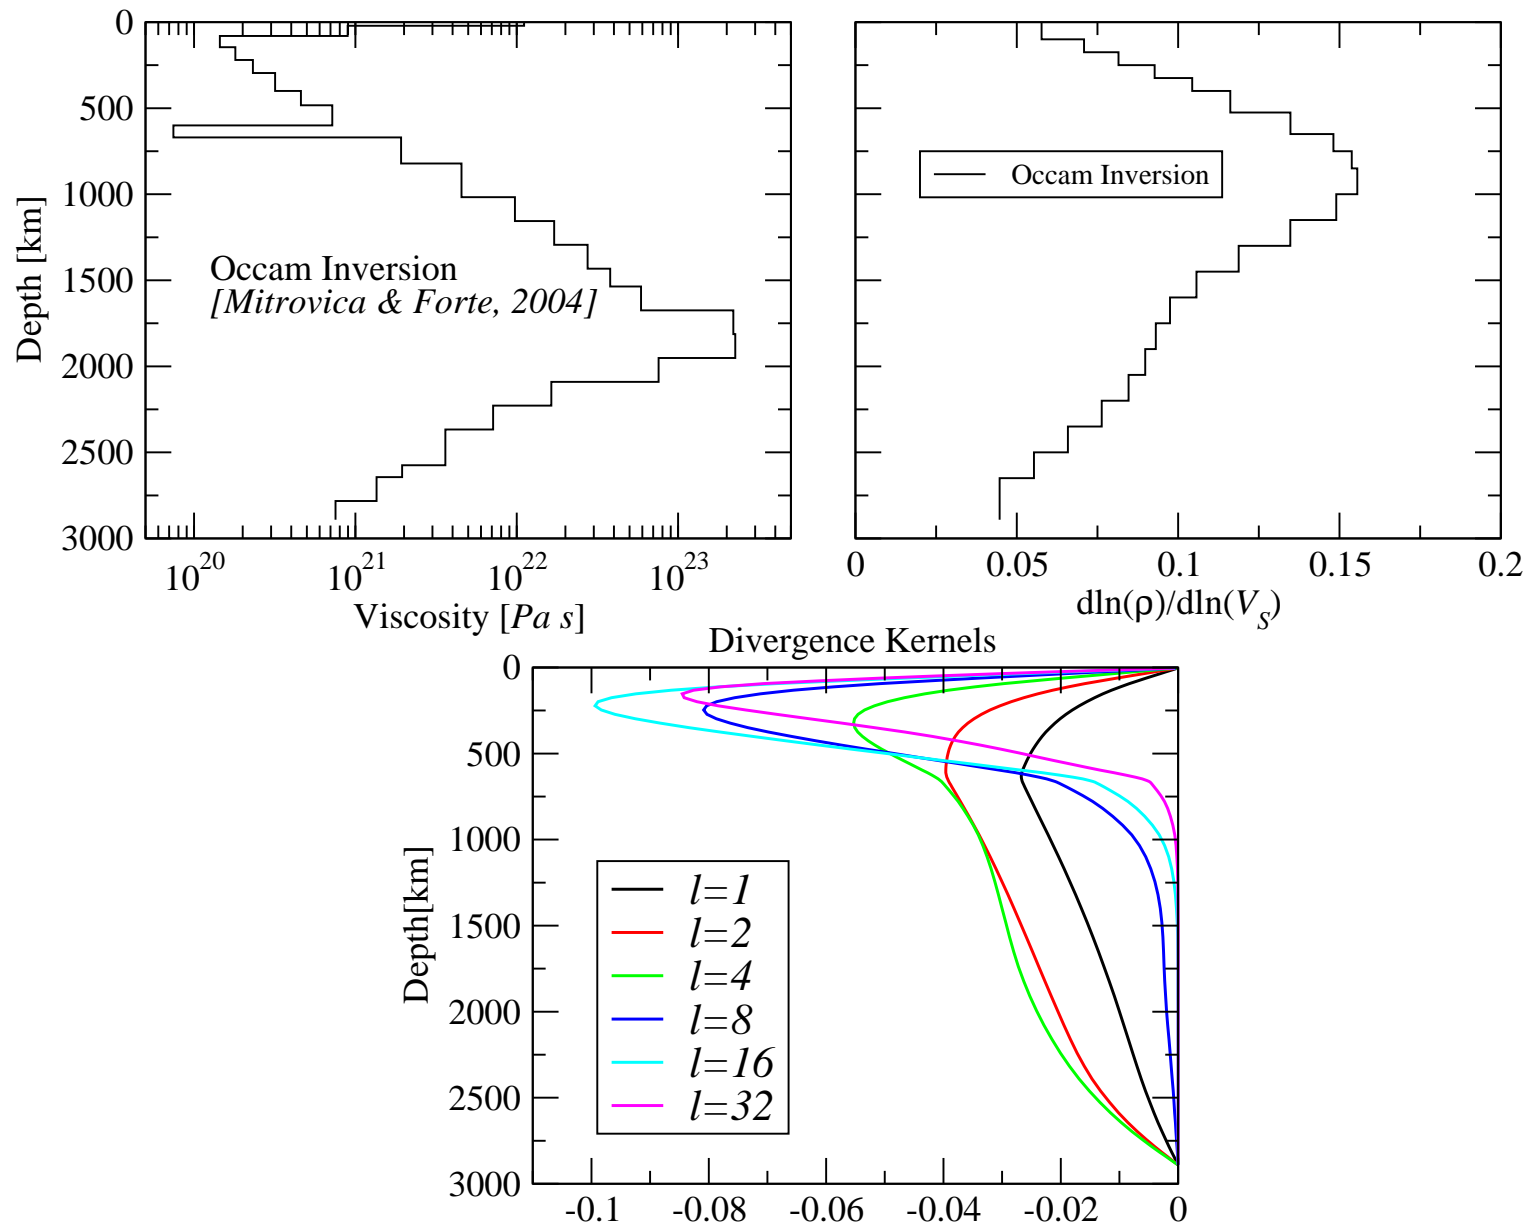 0
500
1000
1500
2000
2500
3000
Depth [km]
Occam Inversion
[Mitrovica & Forte, 2004]
10^20 10^21 10^22 10^23
Viscosity [Pa s]
Occam Inversion
0 0.05 0.1 0.15 0.2
dln(ρ)/dln(V_S)
Divergence Kernels
0
500
1000
1500
2000
2500
3000
Depth[km]
l=1
l=2
l=4
l=8
l=16
l=32
-0.1 -0.08 -0.06 -0.04 -0.02 0